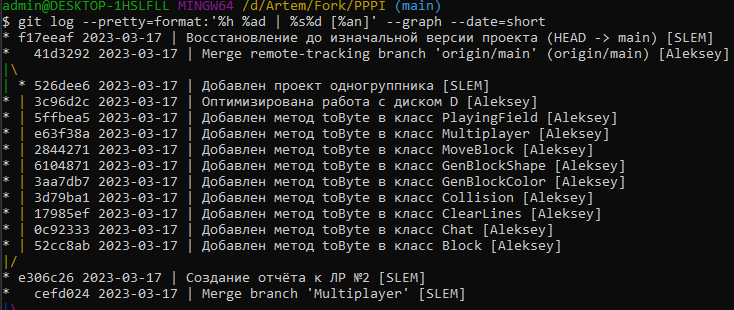 admin@DESKTOP-1HSLFLL MINGW64 /d/Artem/Fork/PPPI (main)
$ git log --pretty=format:'%h %ad | %s%d [%an]' --graph --date=short
* f17eeaf 2023-03-17 | Восстановление до изначальной версии проекта (HEAD -> main) [SLEM]
*   41d3292 2023-03-17 | Merge remote-tracking branch 'origin/main' (origin/main) [Aleksey]
|\
| * 526dee6 2023-03-17 | Добавлен проект одногруппника [SLEM]
* | 3c96d2c 2023-03-17 | Оптимизирована работа с диском D [Aleksey]
* | 5ffbea5 2023-03-17 | Добавлен метод toByte в класс PlayingField [Aleksey]
* | e63f38a 2023-03-17 | Добавлен метод toByte в класс Multiplayer [Aleksey]
* | 2844271 2023-03-17 | Добавлен метод toByte в класс MoveBlock [Aleksey]
* | 6104871 2023-03-17 | Добавлен метод toByte в класс GenBlockShape [Aleksey]
* | 3aa7db7 2023-03-17 | Добавлен метод toByte в класс GenBlockColor [Aleksey]
* | 3d79ba1 2023-03-17 | Добавлен метод toByte в класс Collision [Aleksey]
* | 17985ef 2023-03-17 | Добавлен метод toByte в класс ClearLines [Aleksey]
* | 0c92333 2023-03-17 | Добавлен метод toByte в класс Chat [Aleksey]
* | 52cc8ab 2023-03-17 | Добавлен метод toByte в класс Block [Aleksey]
|/
* e306c26 2023-03-17 | Создание отчёта к ЛР №2 [SLEM]
*   cefd024 2023-03-17 | Merge branch 'Multiplayer' [SLEM]
|\